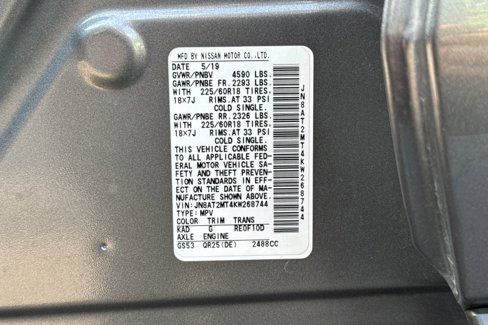 MFD BY NISSAN MOTOR CO.,LTD.
DATE 5/19
GVWR/PNBV 4590 LBS.
GAWR/PNBE FR. 2293 LBS.
WITH 225/60R18 TIRES.
18X7J RIMS.AT 33 PSI
COLD SINGLE.
GAWR/PNBE RR. 2326 LBS.
WITH 225/60R18 TIRES.
18X7J RIMS.AT 33 PSI
COLD SINGLE.
THIS VEHICLE CONFORMS
TO ALL APPLICABLE FED-
ERAL MOTOR VEHICLE SA-
FETY AND THEFT PREVEN-
TION STANDARDS IN EFF-
ECT ON THE DATE OF MA-
NUFACTURE SHOWN ABOVE.
VIN:JN8AT2MT4KW268744
TYPE:MPV
COLOR TRIM TRANS
KAD G RE0F10D
AXLE ENGINE
GS53 QR25(DE) 2488CC
JN8AT2MT4KW268744